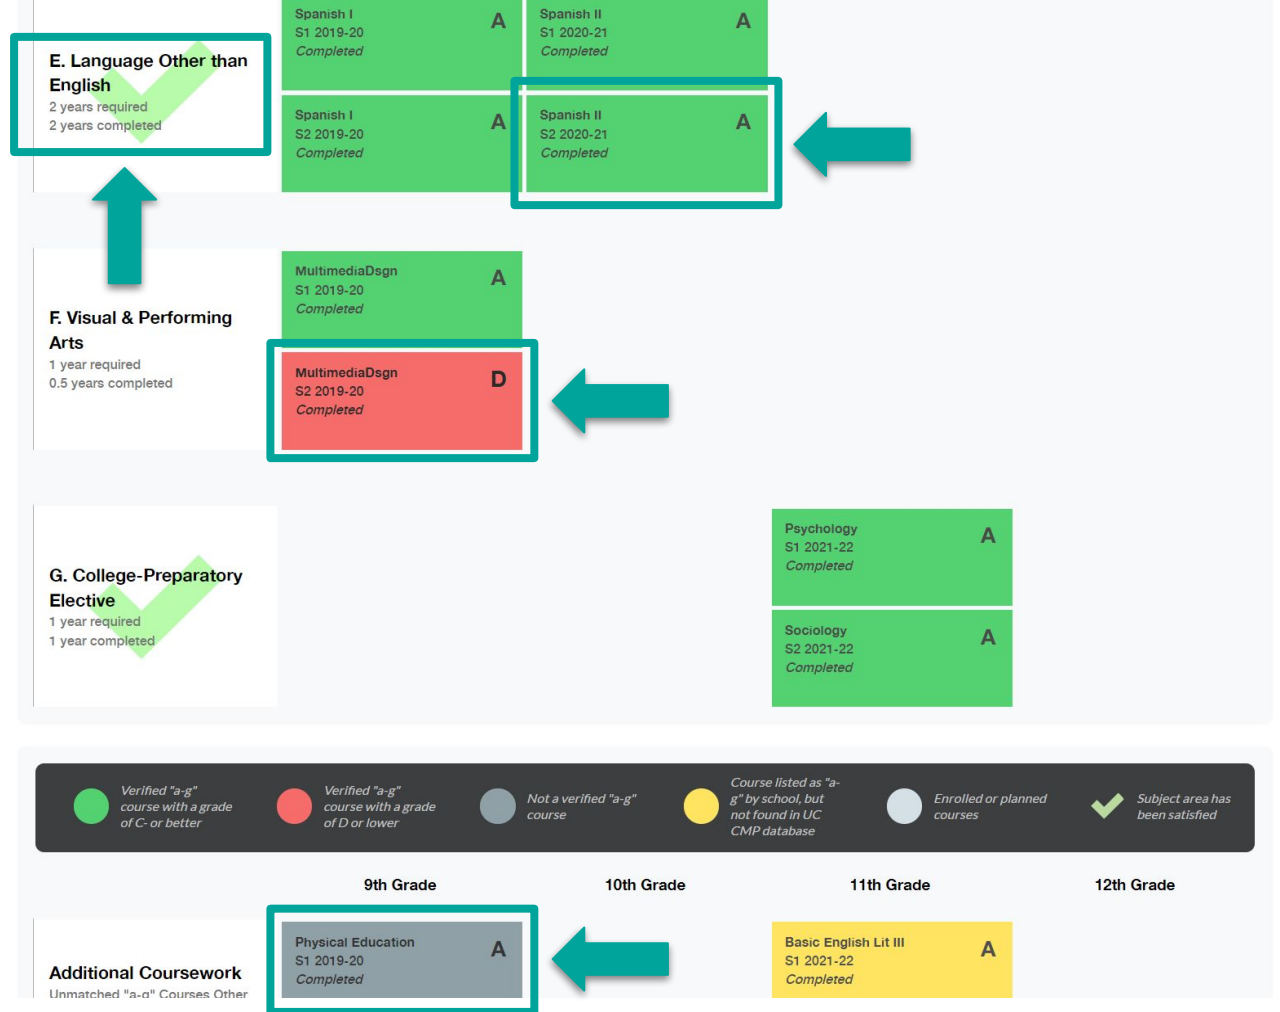 Spanish I
A
S1 2019-20
Completed
Spanish II
A
S1 2020-21
Completed
E. Language Other than
English
2 years required
2 years completed
Spanish I
A
S2 2019-20
Completed
Spanish II
A
S2 2020-21
Completed
F. Visual & Performing
Arts
1 year required
0.5 years completed
MultimediaDsgn
A
S1 2019-20
Completed
MultimediaDsgn
D
S2 2019-20
Completed
G. College-Preparatory
Elective
1 year required
1 year completed
Psychology
A
S1 2021-22
Completed
Sociology
A
S2 2021-22
Completed
Verified "a-g"
course with a grade
of C- or better
Verified "a-g"
course with a grade
of D or lower
Not a verified "a-g"
course
Course listed as "a-
g" by school, but
not found in UC
CMP database
Enrolled or planned
courses
Subject area has
been satisfied
9th Grade
10th Grade
11th Grade
12th Grade
Additional Coursework
Unmatched "a-g" Courses Other
Physical Education
A
S1 2019-20
Completed
Basic English Lit III
A
S1 2021-22
Completed